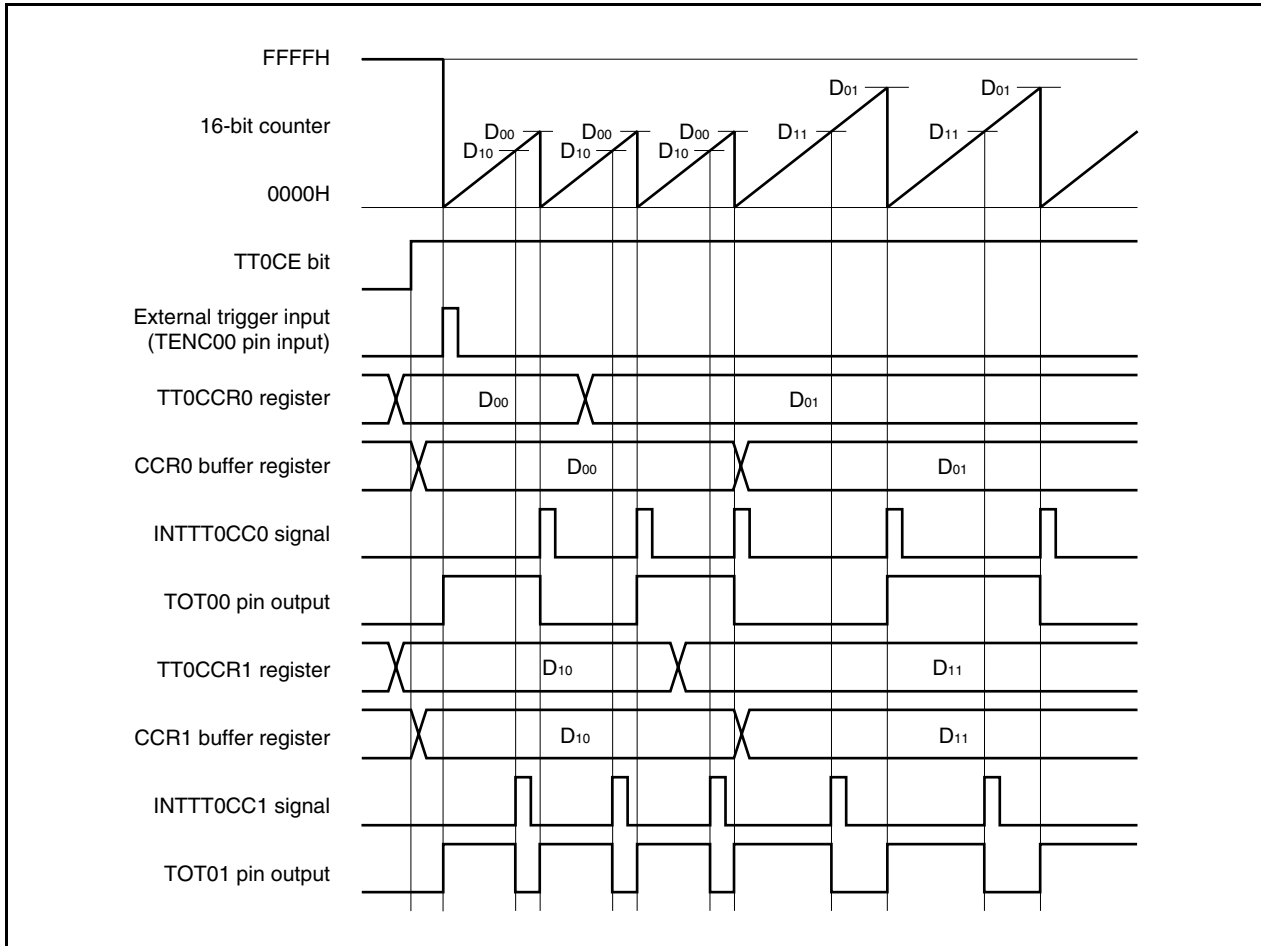 FFFFH
D01
D01
16-bit counter
D00
D00
D00
D11
D11
D10
D10
D10
0000H
TT0CE bit
External trigger input
(TENC00 pin input)
TT0CCR0 register
D00
D01
CCR0 buffer register
D00
D01
INTTT0CC0 signal
TOT00 pin output
TT0CCR1 register
D10
D11
CCR1 buffer register
D10
D11
INTTT0CC1 signal
TOT01 pin output